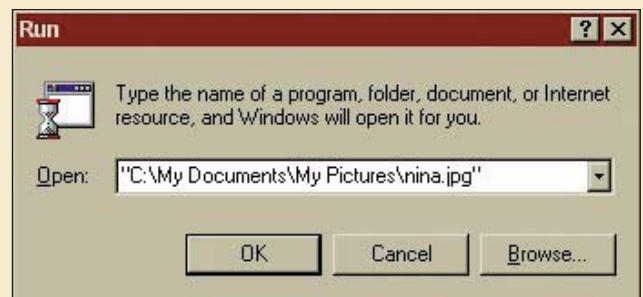 Run
Type the name of a program, folder, document, or Internet
resource, and Windows will open it for you.
Open: "C:\My Documents\My Pictures\nina.jpg"
OK Cancel Browse...